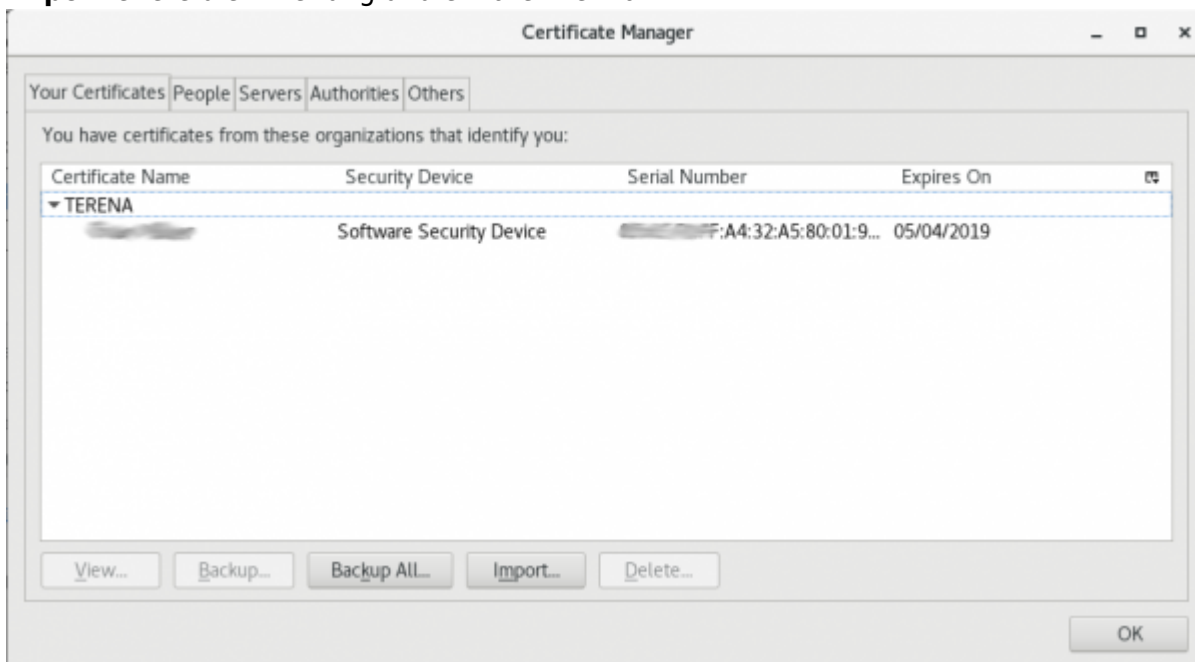 Certificate Manager
Your Certificates People Servers Authorities Others
You have certificates from these organizations that identify you:
Certificate Name Security Device Serial Number Expires On
TERENA
Software Security Device F:A4:32:A5:80:01:9... 05/04/2019
View... Backup... Backup All... Import... Delete...
OK